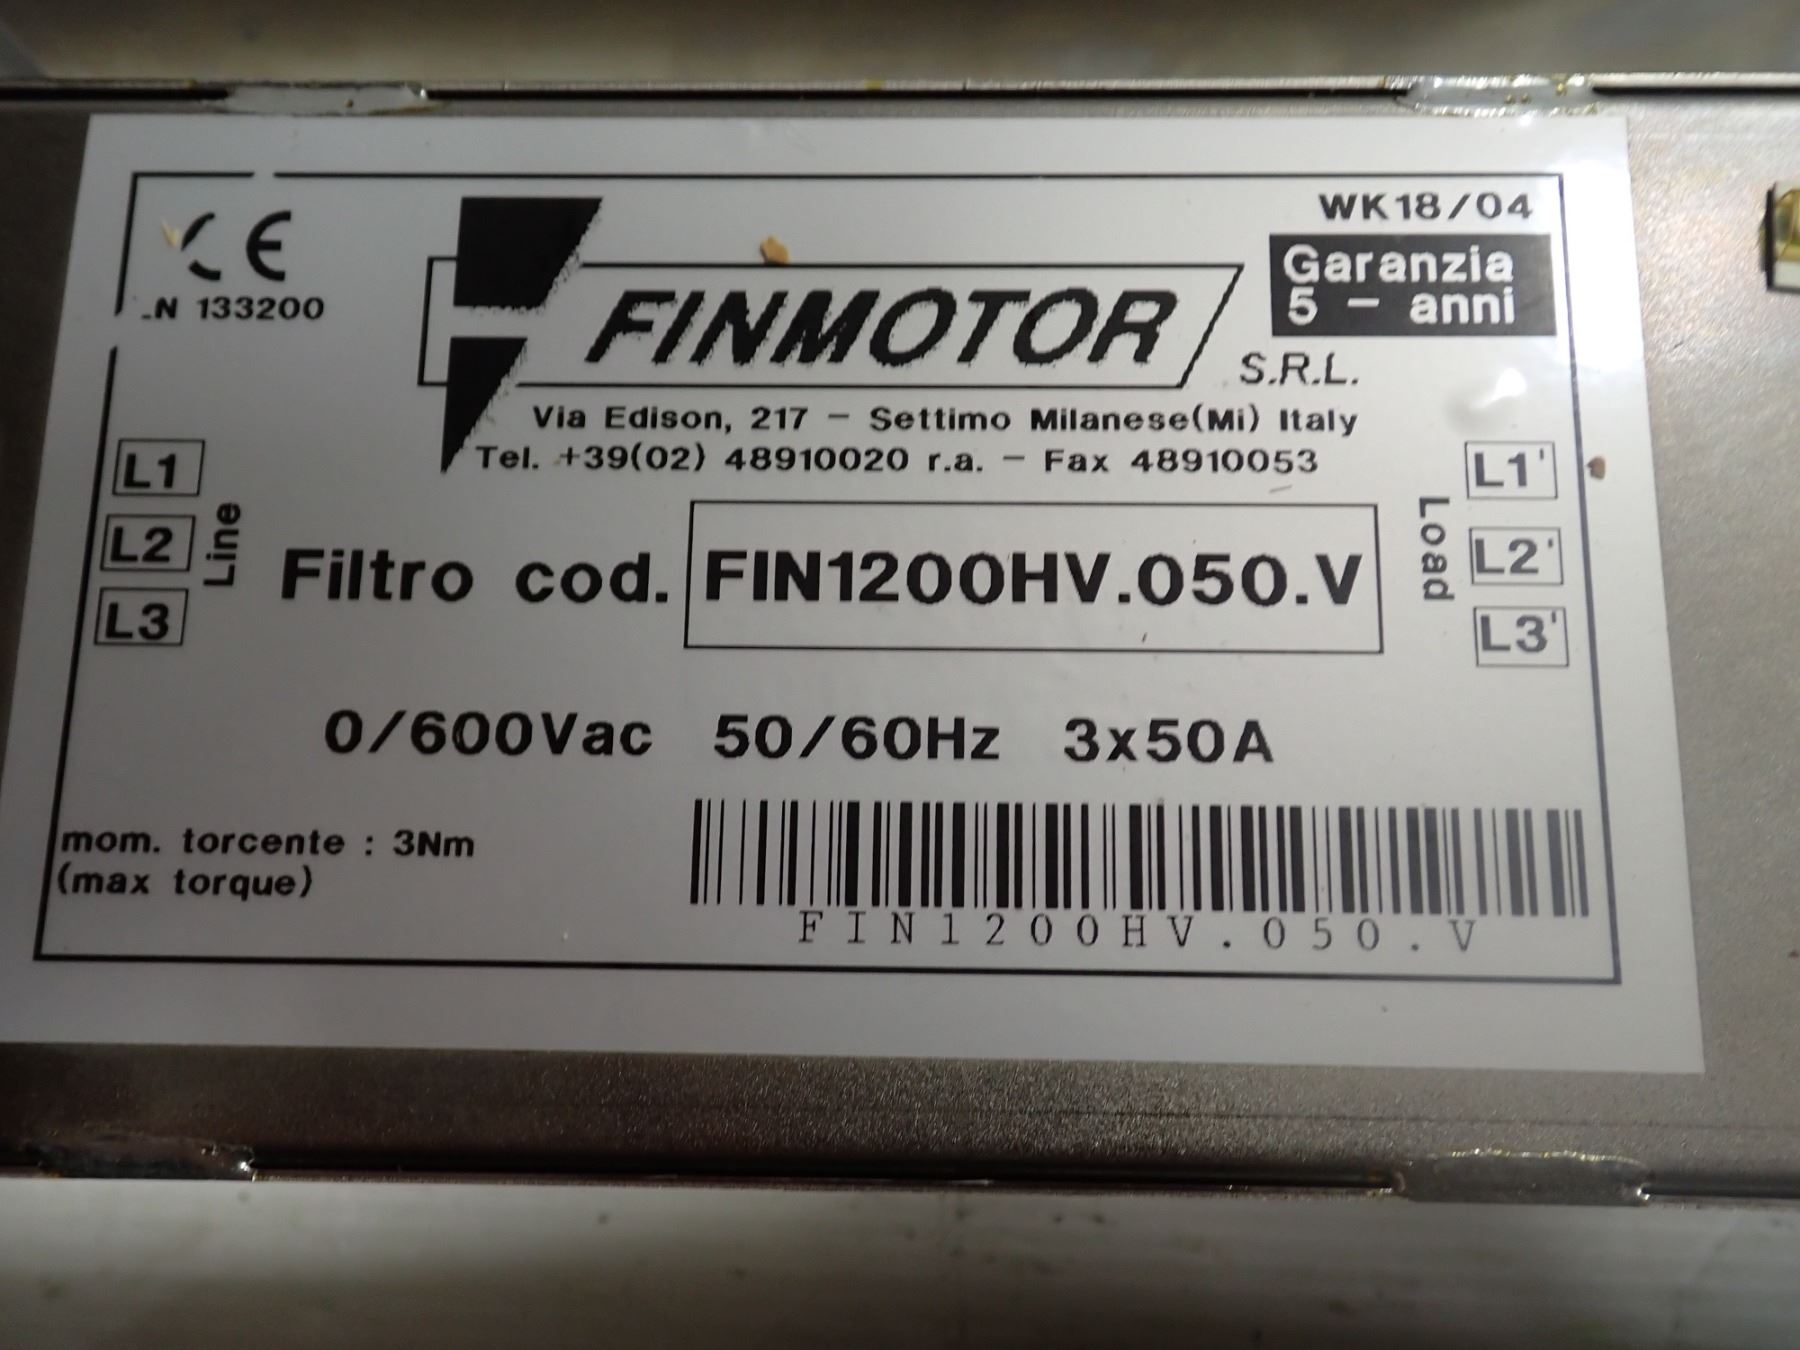 CE
.N 133200
WK18/04
Garanzia
5 - anni
FINMOTOR
S.R.L.
Via Edison, 217 - Settimo Milanese(Mi) Italy
Tel. +39(02) 48910020 r.a. - Fax 48910053
L1
L2
L3
Line
Filtro cod. FIN1200HV.050.V
Load
L1'
L2'
L3'
0/600Vac 50/60Hz 3x50A
mom. torcente : 3Nm
(max torque)
FIN1200HV.050.V